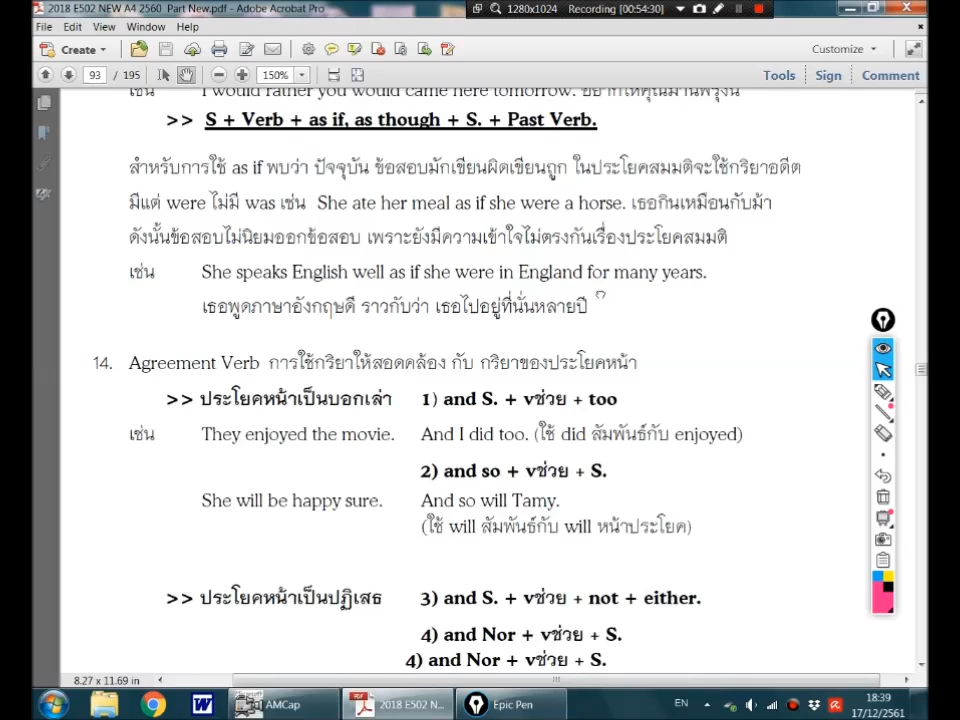 2018 E502 NEW A4 2560 Part New.pdf - Adobe Acrobat Pro
1280x1024 Recording [00:54:30]
File Edit View Window Help
Create Customize
93 / 195 150% Tools Sign Comment
เช่น I would rather you would came here tomorrow. อยากให้คุณมาพรุ่งนี้
>> S + Verb + as if, as though + S. + Past Verb.
สำหรับการใช้ as if พบว่า ปัจจุบัน ข้อสอบมักเขียนผิดเขียนถูก ในประโยคสมมติจะใช้กริยาอดีต
มีแต่ were ไม่มี was เช่น She ate her meal as if she were a horse. เธอกินเหมือนกับม้า
ดังนั้นข้อสอบไม่นิยมออกข้อสอบ เพราะยังมีความเข้าใจไม่ตรงกันเรื่องประโยคสมมติ
เช่น She speaks English well as if she were in England for many years.
เธอพูดภาษาอังกฤษดี ราวกับว่า เธอไปอยู่ที่นั่นหลายปี
14. Agreement Verb การใช้กริยาให้สอดคล้อง กับ กริยาของประโยคหน้า
>> ประโยคหน้าเป็นบอกเล่า 1) and S. + vช่วย + too
เช่น They enjoyed the movie. And I did too. (ใช้ did สัมพันธ์กับ enjoyed)
2) and so + vช่วย + S.
She will be happy sure. And so will Tamy.
(ใช้ will สัมพันธ์กับ will หน้าประโยค)
>> ประโยคหน้าเป็นปฏิเสธ 3) and S. + vช่วย + not + either.
4) and Nor + vช่วย + S.
4) and Nor + vช่วย + S.
8.27 x 11.69 in
AMCap 2018 E502 N... Epic Pen EN 18:39
17/12/2561